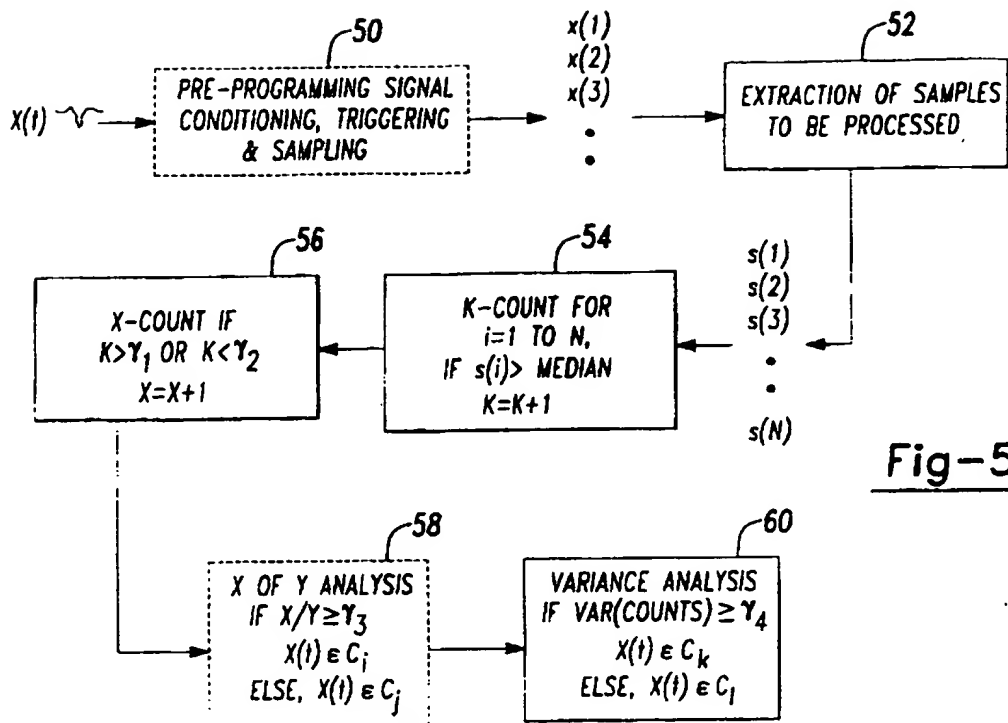 50
X(t)
PRE-PROGRAMMING SIGNAL
CONDITIONING, TRIGGERING
& SAMPLING
x(1)
x(2)
x(3)
52
EXTRACTION OF SAMPLES
TO BE PROCESSED
s(1)
s(2)
s(3)
s(N)
54
K-COUNT FOR
i=1 TO N,
IF s(i)> MEDIAN
K=K+1
56
X-COUNT IF
K>γ1 OR K<γ2
X=X+1
Fig-5
58
X OF Y ANALYSIS
IF X/Y≥γ3
X(t) ε Ci
ELSE, X(t) ε Cj
60
VARIANCE ANALYSIS
IF VAR(COUNTS)≥γ4
X(t) ε Ck
ELSE, X(t) ε Cl